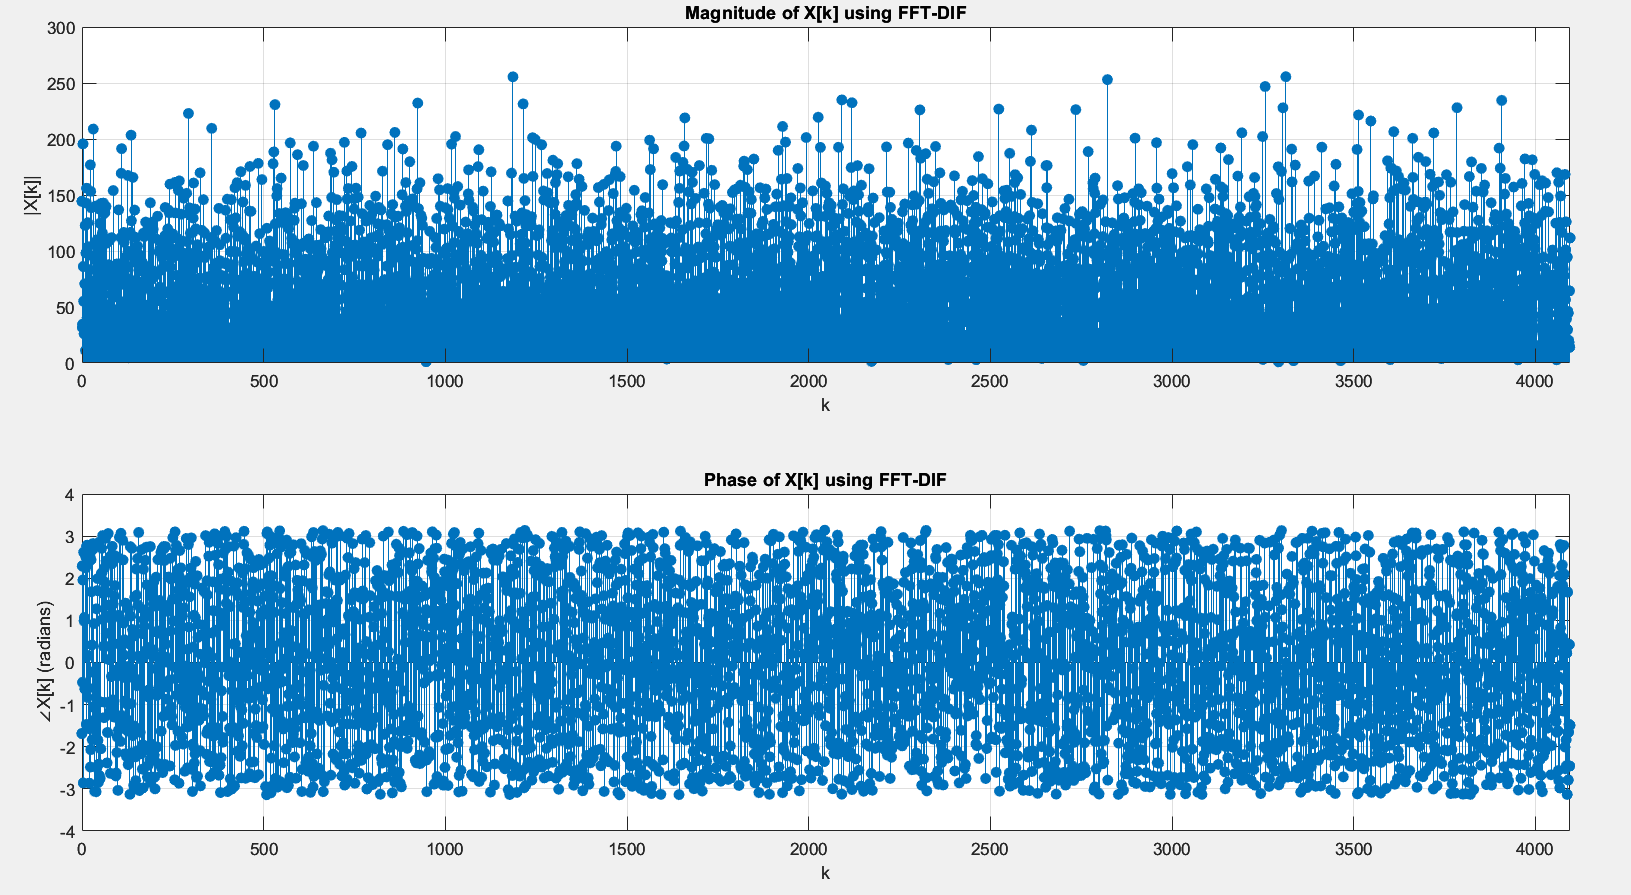 Magnitude of X[k] using FFT-DIF
300
250
200
150
100
50
0
|X[k]|
0 500 1000 1500 2000 2500 3000 3500 4000
k
Phase of X[k] using FFT-DIF
4
3
2
1
0
-1
-2
-3
-4
∠X[k] (radians)
0 500 1000 1500 2000 2500 3000 3500 4000
k